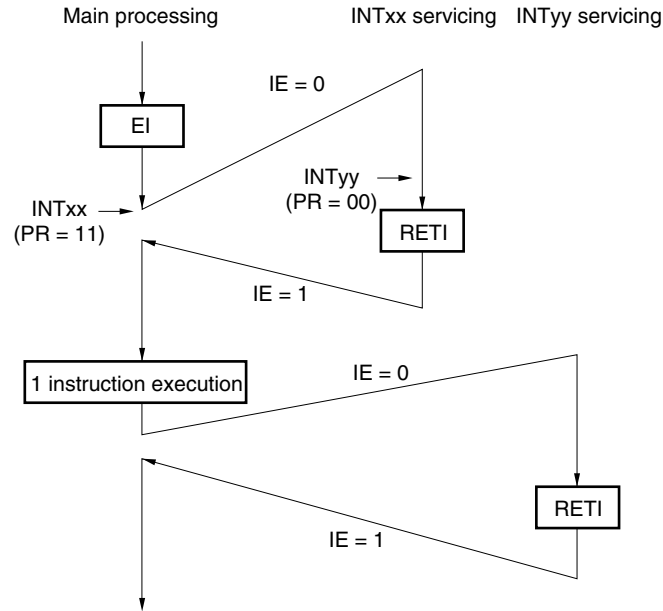 Main processing
INTxx servicing
INTyy servicing
IE = 0
EI
INTyy
(PR = 00)
INTxx
(PR = 11)
RETI
IE = 1
1 instruction execution
IE = 0
RETI
IE = 1